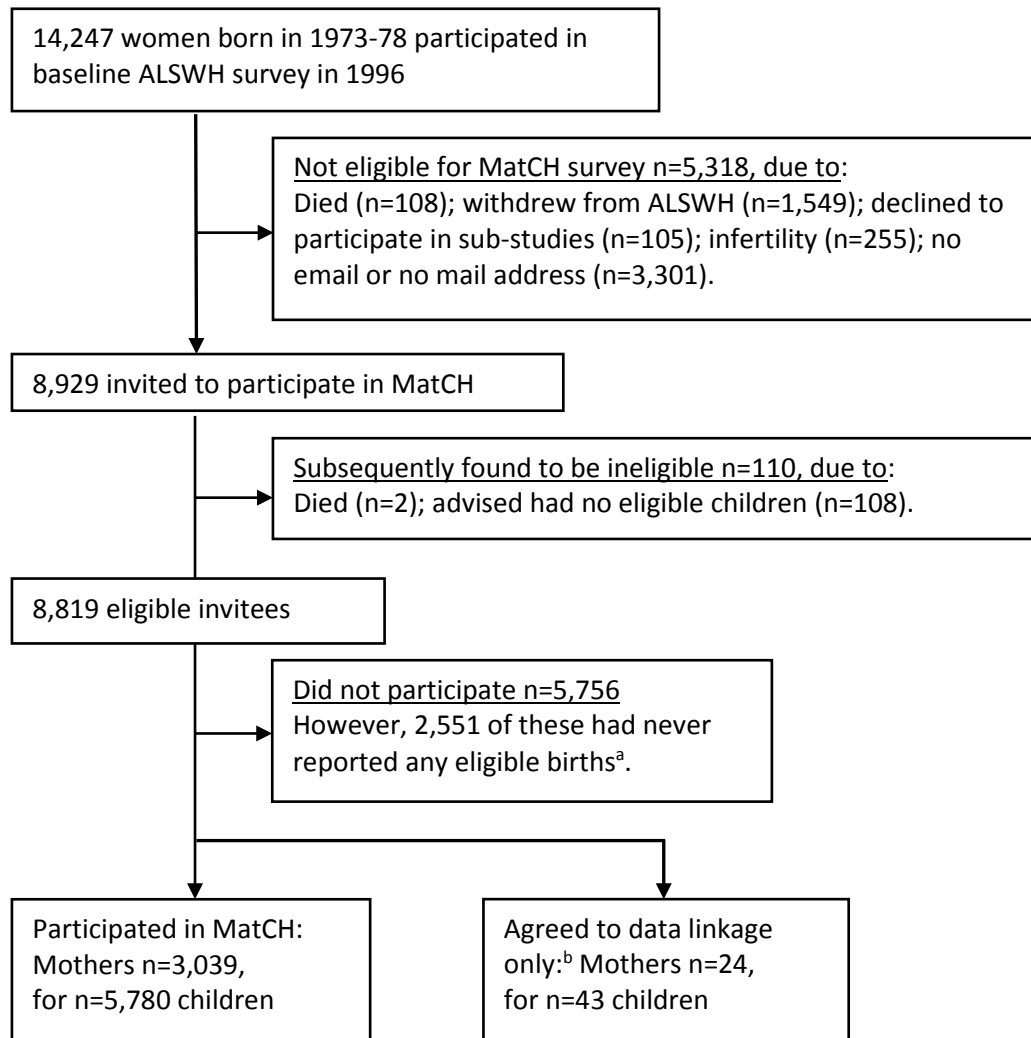 14,247 women born in 1973-78 participated in
baseline ALSWH survey in 1996
Not eligible for MatCH survey n=5,318, due to:
Died (n=108); withdrew from ALSWH (n=1,549); declined to
participate in sub-studies (n=105); infertility (n=255); no
email or no mail address (n=3,301).
8,929 invited to participate in MatCH
Subsequently found to be ineligible n=110, due to:
Died (n=2); advised had no eligible children (n=108).
8,819 eligible invitees
Did not participate n=5,756
However, 2,551 of these had never
reported any eligible birthsᵃ.
Participated in MatCH:
Mothers n=3,039,
for n=5,780 children
Agreed to data linkage
only:ᵇ Mothers n=24,
for n=43 children